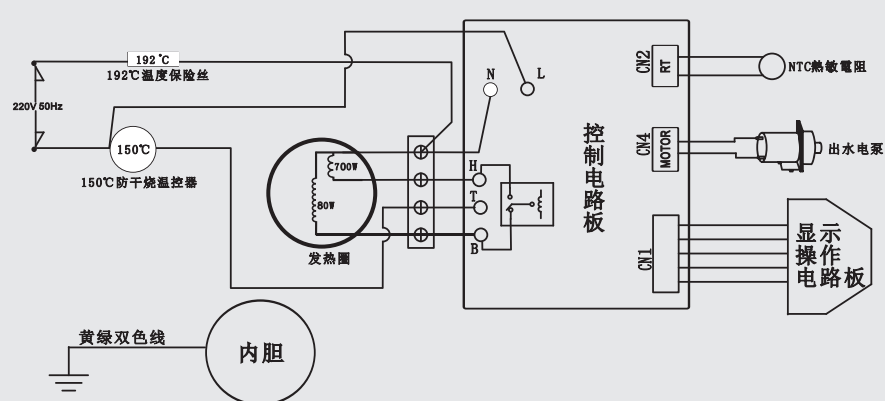 192℃
192℃温度保险丝
220V 50Hz
150℃
150℃防干烧温控器
700W
80W
发热圈
N
L
H
T
B
控制电路板
CN2
RT
NTC熱敏電阻
CN4
MOTOR
出水电泵
CN1
显示
操作
电路板
黄绿双色线
内胆